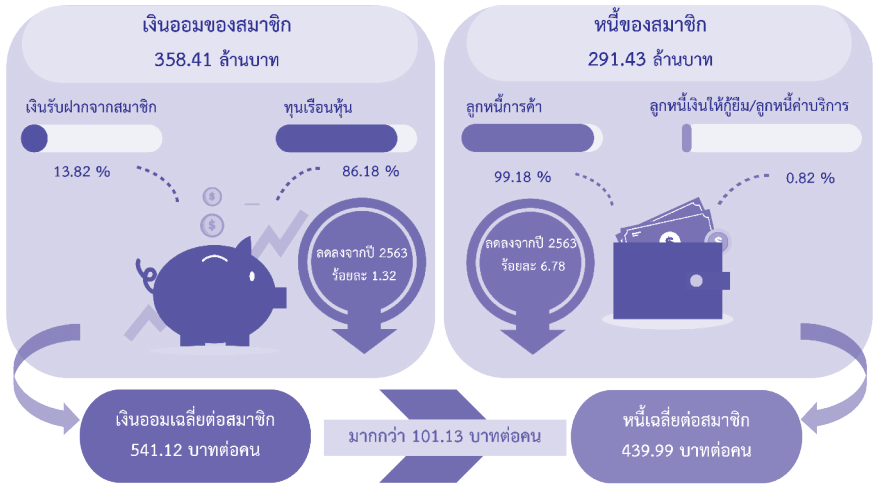 เงินออมของสมาชิก
358.41 ล้านบาท
เงินรับฝากจากสมาชิก
ทุนเรือนหุ้น
13.82 %
86.18 %
ลดลงจากปี 2563
ร้อยละ 1.32
หนี้ของสมาชิก
291.43 ล้านบาท
ลูกหนี้การค้า
ลูกหนี้เงินให้กู้ยืม/ลูกหนี้ค่าบริการ
99.18 %
0.82 %
ลดลงจากปี 2563
ร้อยละ 6.78
เงินออมเฉลี่ยต่อสมาชิก
541.12 บาทต่อคน
มากกว่า 101.13 บาทต่อคน
หนี้เฉลี่ยต่อสมาชิก
439.99 บาทต่อคน